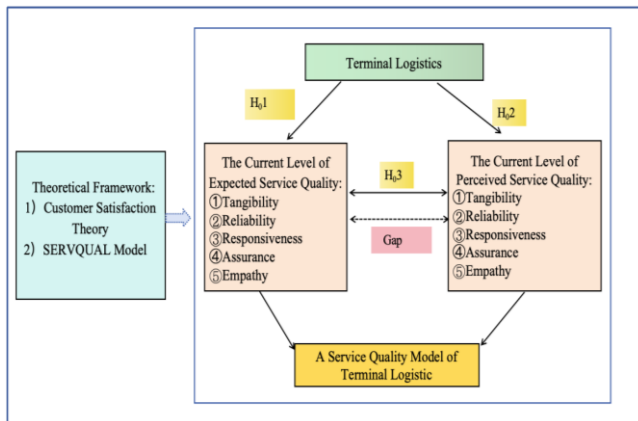 Terminal Logistics
H₀1
H₀2
Theoretical Framework:
1) Customer Satisfaction
Theory
2) SERVQUAL Model
The Current Level of
Expected Service Quality:
①Tangibility
②Reliability
③Responsiveness
④Assurance
⑤Empathy
H₀3
Gap
The Current Level of
Perceived Service Quality:
①Tangibility
②Reliability
③Responsiveness
④Assurance
⑤Empathy
A Service Quality Model of
Terminal Logistic